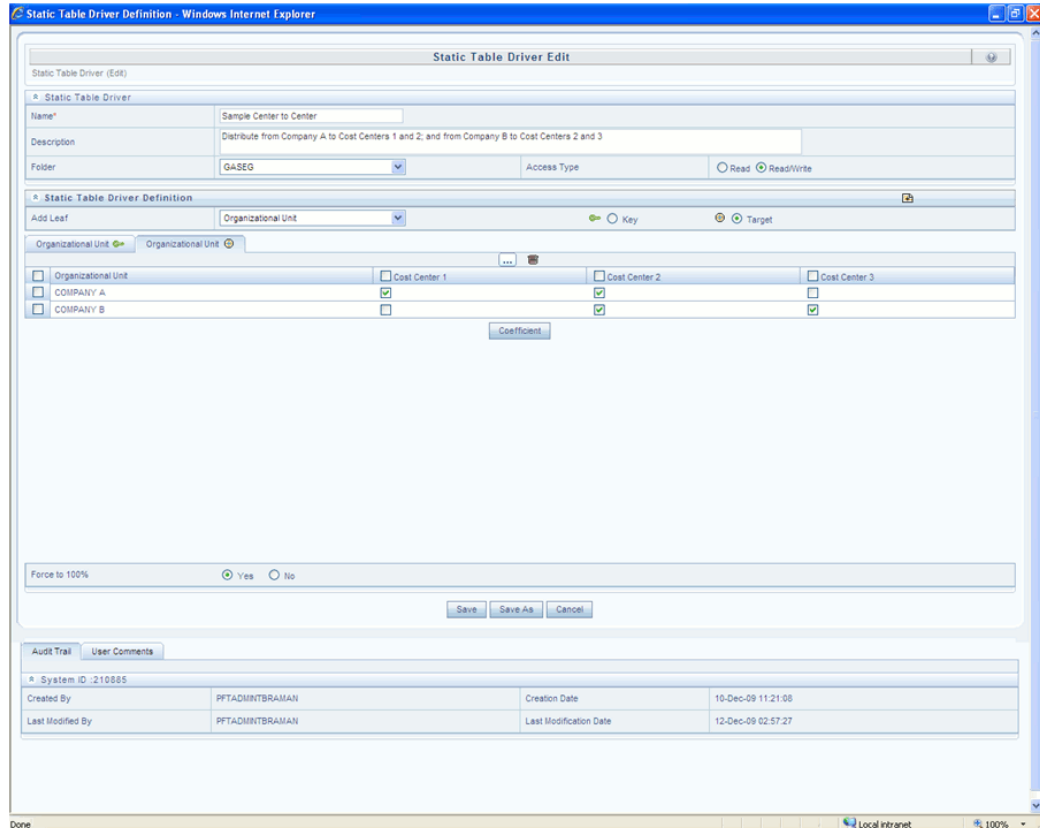 Static Table Driver Definition - Windows Internet Explorer
Static Table Driver Edit
Static Table Driver (Edit)
Static Table Driver
Name* Sample Center to Center
Description Distribute from Company A to Cost Centers 1 and 2; and from Company B to Cost Centers 2 and 3
Folder GASEG Access Type Read Read/Write
Static Table Driver Definition
Add Leaf Organizational Unit Key Target
Organizational Unit Organizational Unit
...
Organizational Unit Cost Center 1 Cost Center 2 Cost Center 3
COMPANY A
COMPANY B
Coefficient
Force to 100% Yes No
Save Save As Cancel
Audit Trail User Comments
System ID :210885
Created By PFTADMINTBRAMAN Creation Date 10-Dec-09 11:21:08
Last Modified By PFTADMINTBRAMAN Last Modification Date 12-Dec-09 02:57:27
Done Local intranet 100%